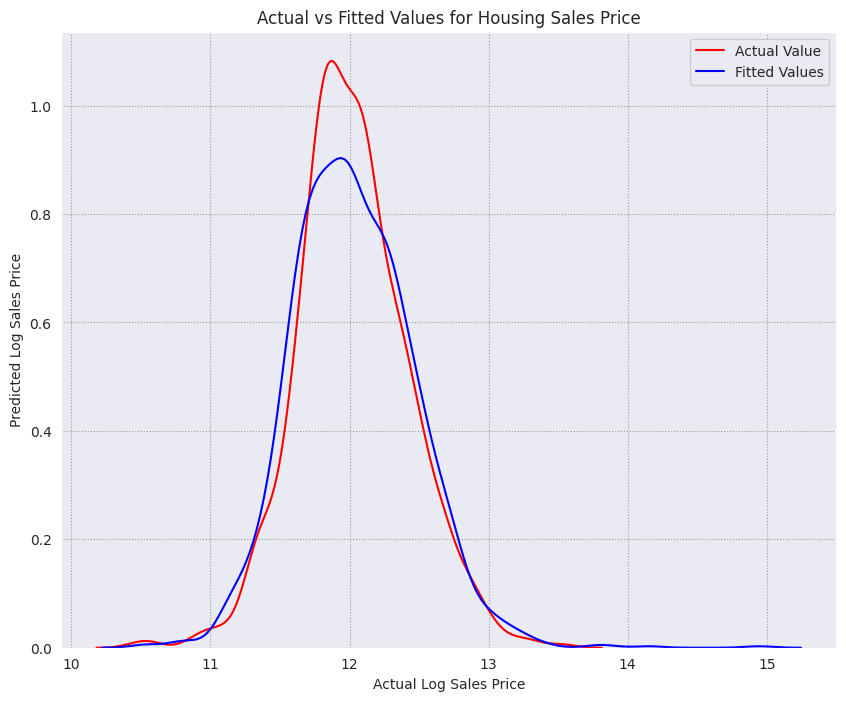 Actual vs Fitted Values for Housing Sales Price
Actual Value
Fitted Values
Predicted Log Sales Price
1.0
0.8
0.6
0.4
0.2
0.0
10 11 12 13 14 15
Actual Log Sales Price